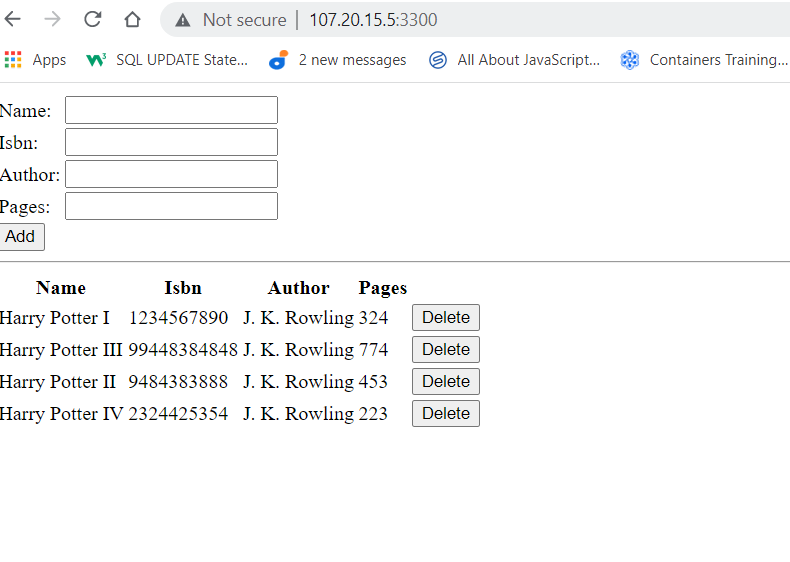 Not secure | 107.20.15.5:3300
Apps SQL UPDATE State... 2 new messages All About JavaScript... Containers Training...
Name:
Isbn:
Author:
Pages:
Add
Name Isbn Author Pages
Harry Potter I 1234567890 J. K. Rowling 324 Delete
Harry Potter III 99448384848 J. K. Rowling 774 Delete
Harry Potter II 9484383888 J. K. Rowling 453 Delete
Harry Potter IV 2324425354 J. K. Rowling 223 Delete